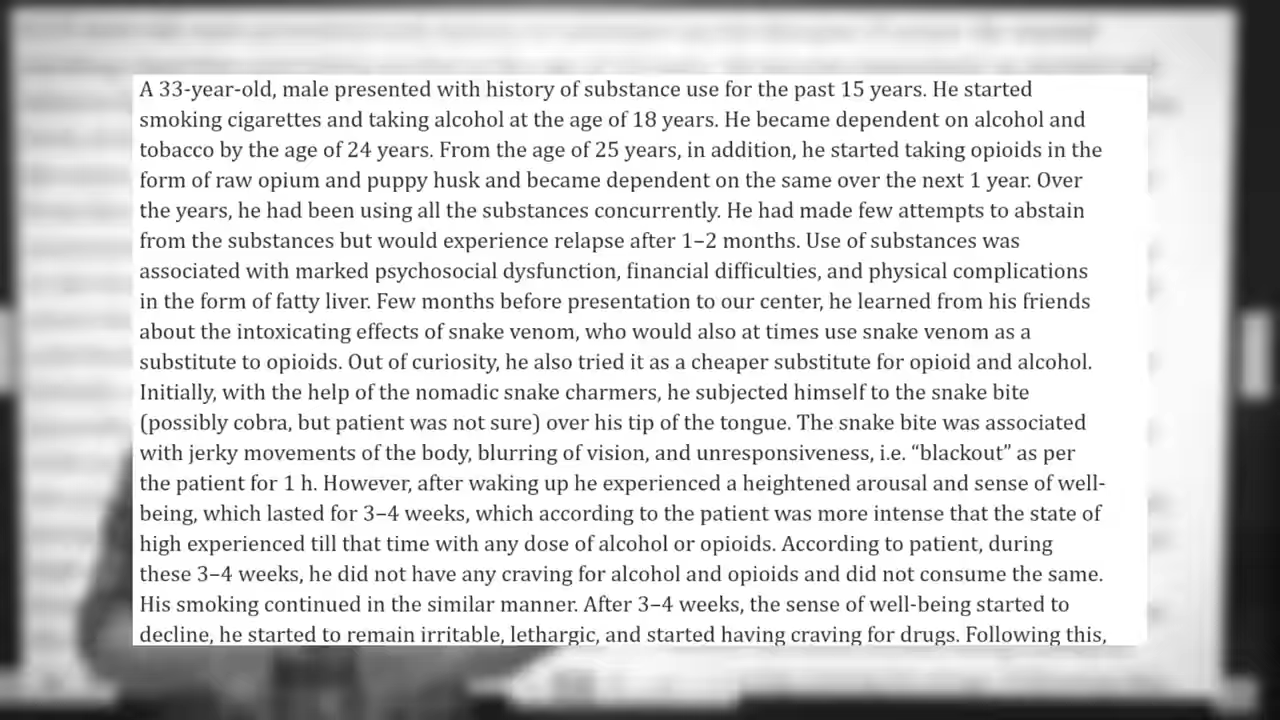 A 33-year-old, male presented with history of substance use for the past 15 years. He started
smoking cigarettes and taking alcohol at the age of 18 years. He became dependent on alcohol and
tobacco by the age of 24 years. From the age of 25 years, in addition, he started taking opioids in the
form of raw opium and puppy husk and became dependent on the same over the next 1 year. Over
the years, he had been using all the substances concurrently. He had made few attempts to abstain
from the substances but would experience relapse after 1–2 months. Use of substances was
associated with marked psychosocial dysfunction, financial difficulties, and physical complications
in the form of fatty liver. Few months before presentation to our center, he learned from his friends
about the intoxicating effects of snake venom, who would also at times use snake venom as a
substitute to opioids. Out of curiosity, he also tried it as a cheaper substitute for opioid and alcohol.
Initially, with the help of the nomadic snake charmers, he subjected himself to the snake bite
(possibly cobra, but patient was not sure) over his tip of the tongue. The snake bite was associated
with jerky movements of the body, blurring of vision, and unresponsiveness, i.e. “blackout” as per
the patient for 1 h. However, after waking up he experienced a heightened arousal and sense of well-
being, which lasted for 3–4 weeks, which according to the patient was more intense that the state of
high experienced till that time with any dose of alcohol or opioids. According to patient, during
these 3–4 weeks, he did not have any craving for alcohol and opioids and did not consume the same.
His smoking continued in the similar manner. After 3–4 weeks, the sense of well-being started to
decline, he started to remain irritable, lethargic, and started having craving for drugs. Following this,